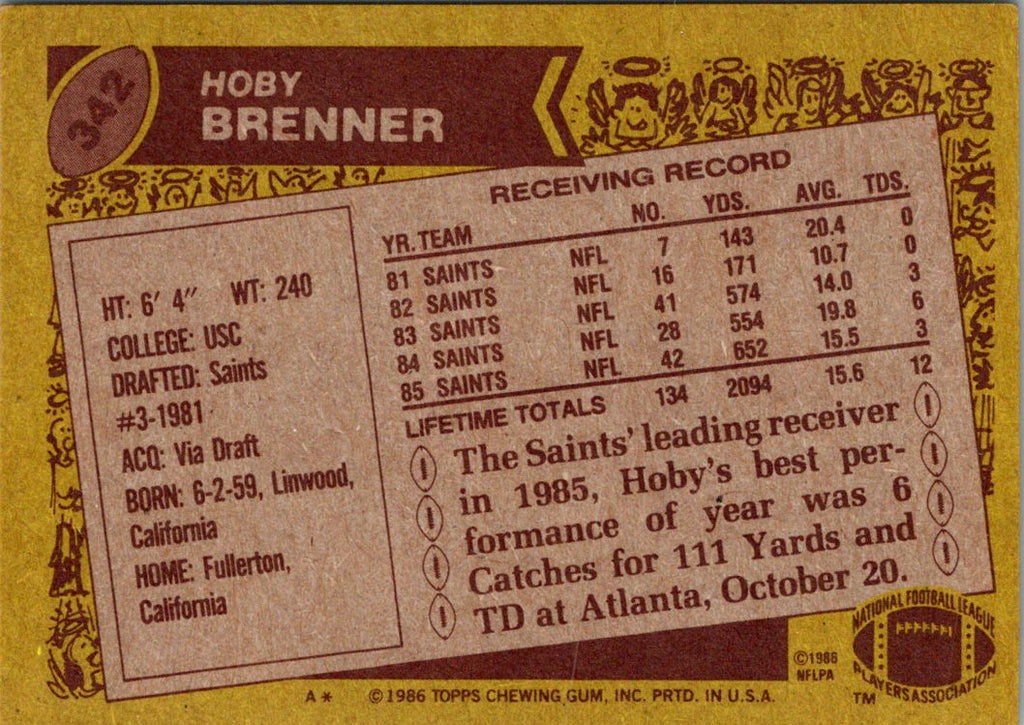 342
HOBY
BRENNER
RECEIVING RECORD
YR. TEAM NO. YDS. AVG. TDS.
81 SAINTS NFL 7 143 20.4 0
82 SAINTS NFL 16 171 10.7 0
83 SAINTS NFL 41 574 14.0 3
84 SAINTS NFL 28 554 19.8 6
85 SAINTS NFL 42 652 15.5 3
LIFETIME TOTALS 134 2094 15.6 12
HT: 6' 4" WT: 240
COLLEGE: USC
DRAFTED: Saints
#3-1981
ACQ: Via Draft
BORN: 6-2-59, Linwood,
California
HOME: Fullerton,
California
The Saints' leading receiver
in 1985, Hoby's best per-
formance of year was 6
Catches for 111 Yards and
TD at Atlanta, October 20.
NATIONAL FOOTBALL LEAGUE
PLAYERS ASSOCIATION
TM
©1986
NFLPA
A * ©1986 TOPPS CHEWING GUM, INC. PRTD. IN U.S.A.